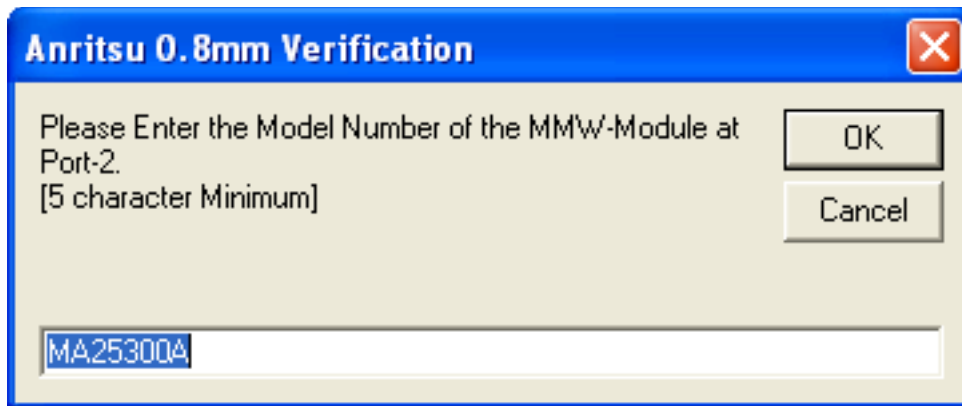 Anritsu 0.8mm Verification
Please Enter the Model Number of the MMW-Module at
Port-2.
[5 character Minimum]
OK
Cancel
MA25300A